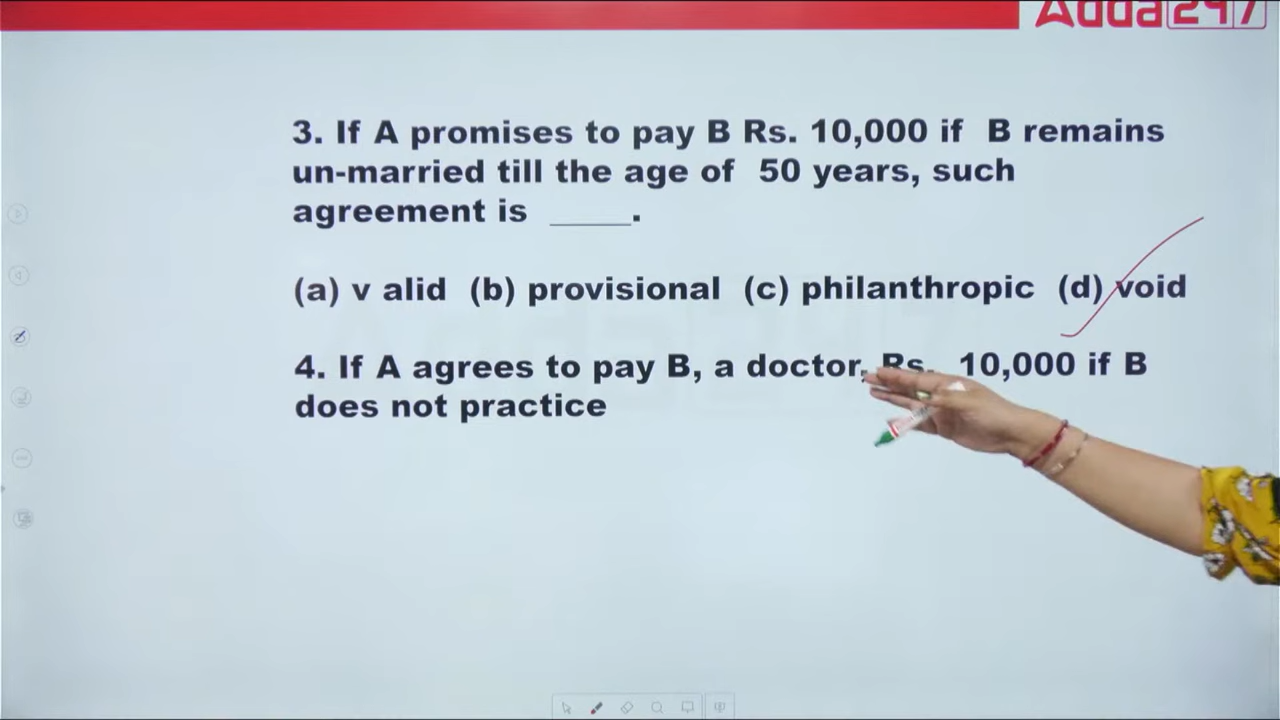 Adda247
3. If A promises to pay B Rs. 10,000 if B remains
un-married till the age of 50 years, such
agreement is _____.
(a) v alid (b) provisional (c) philanthropic (d) void
4. If A agrees to pay B, a doctor, Rs. 10,000 if B
does not practice